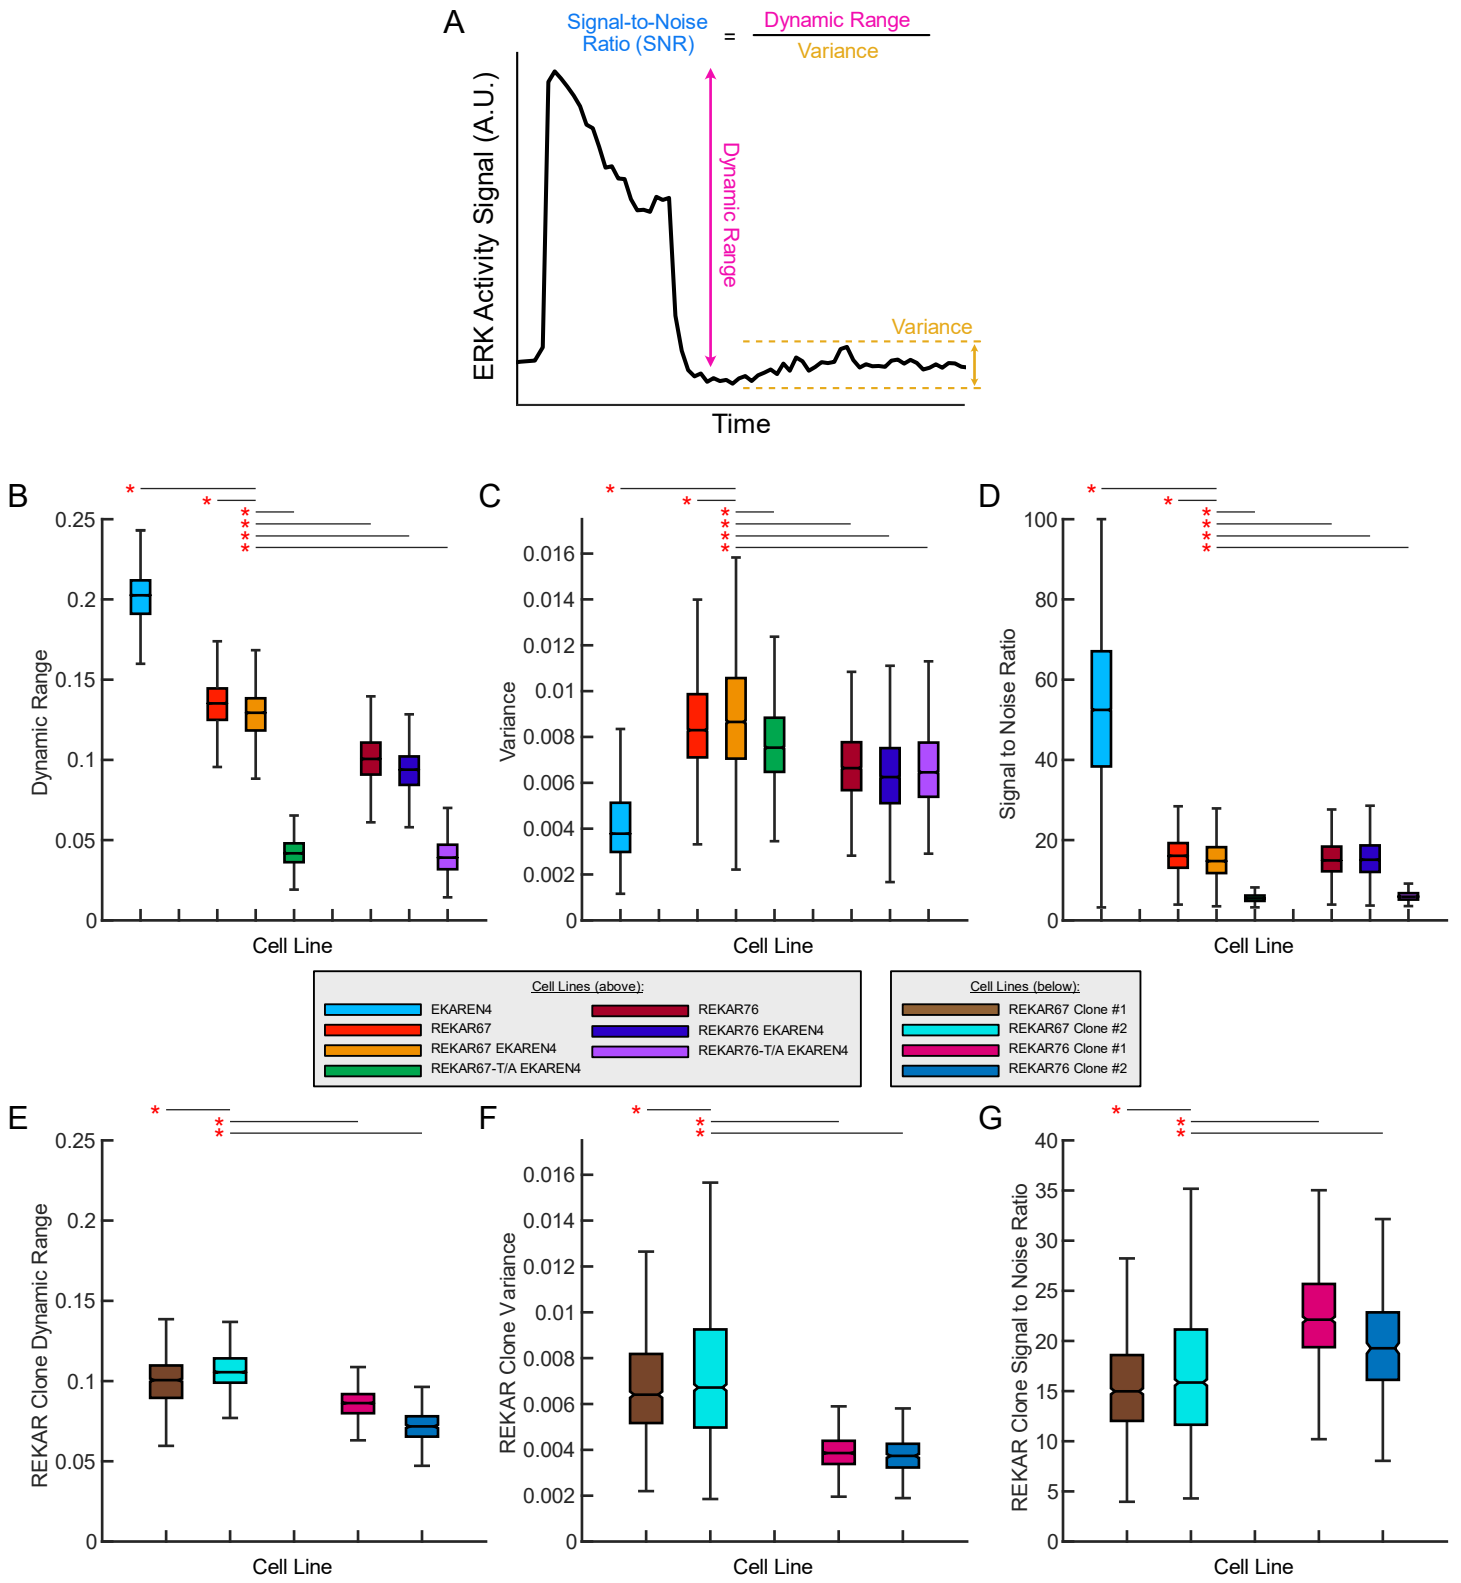 A
Signal-to-Noise
Ratio (SNR)
=
Dynamic Range
Variance
ERK Activity Signal (A.U.)
Dynamic Range
Variance
Time
B
*
*
*
*
*
*
0.25
0.2
0.15
0.1
0.05
0
Dynamic Range
Cell Line
C
*
*
*
*
*
*
0.016
0.014
0.012
0.01
0.008
0.006
0.004
0.002
0
Variance
Cell Line
D
*
*
*
*
*
*
100
80
60
40
20
0
Signal to Noise Ratio
Cell Line
Cell Lines (above):
EKAREN4
REKAR67
REKAR67 EKAREN4
REKAR67-T/A EKAREN4
REKAR76
REKAR76 EKAREN4
REKAR76-T/A EKAREN4
Cell Lines (below):
REKAR67 Clone #1
REKAR67 Clone #2
REKAR76 Clone #1
REKAR76 Clone #2
E
*
*
*
0.25
0.2
0.15
0.1
0.05
0
REKAR Clone Dynamic Range
Cell Line
F
*
*
*
0.016
0.014
0.012
0.01
0.008
0.006
0.004
0.002
0
REKAR Clone Variance
Cell Line
G
*
*
*
40
35
30
25
20
15
10
5
0
REKAR Clone Signal to Noise Ratio
Cell Line